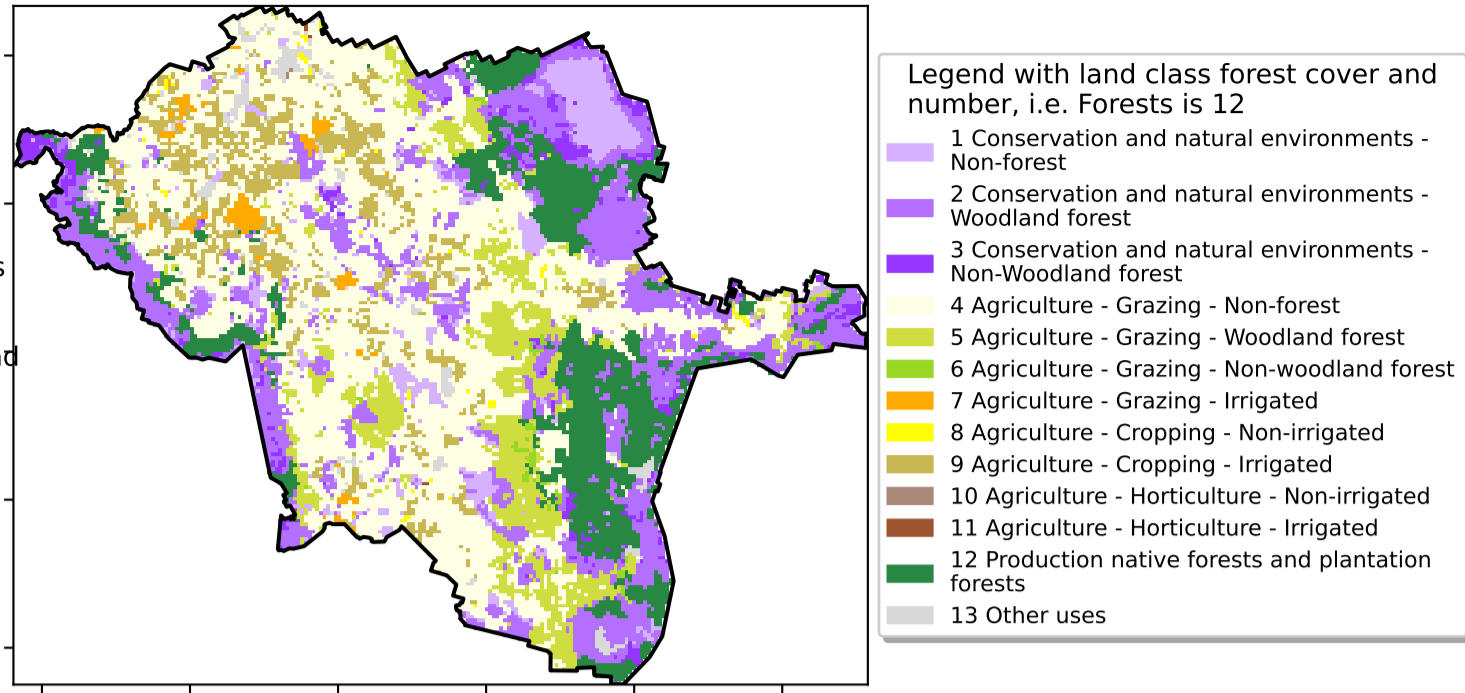 s
d
Legend with land class forest cover and
number, i.e. Forests is 12
1 Conservation and natural environments -
Non-forest
2 Conservation and natural environments -
Woodland forest
3 Conservation and natural environments -
Non-Woodland forest
4 Agriculture - Grazing - Non-forest
5 Agriculture - Grazing - Woodland forest
6 Agriculture - Grazing - Non-woodland forest
7 Agriculture - Grazing - Irrigated
8 Agriculture - Cropping - Non-irrigated
9 Agriculture - Cropping - Irrigated
10 Agriculture - Horticulture - Non-irrigated
11 Agriculture - Horticulture - Irrigated
12 Production native forests and plantation
forests
13 Other uses